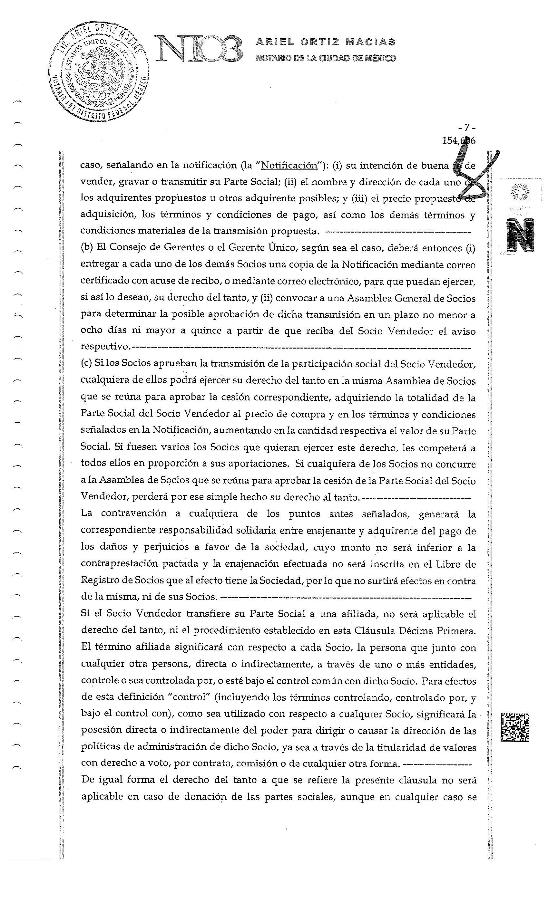 LIC. ARIEL ORTIZ MACIAS
NOTARIA 103 DISTRITO FEDERAL, MEXICO
N103
ARIEL ORTIZ MACIAS
NOTARIO DE LA CIUDAD DE MÉXICO
- 7 -
caso, señalando en la notificación (la “Notificación”): (i) su intención de buena de
vender, gravar o transmitir su Parte Social; (ii) el nombre y dirección de cada uno de
los adquirentes propuestos u otros adquirente posibles; y (iii) el precio propuesto de
adquisición, los términos y condiciones de pago, así como los demás términos y
condiciones materiales de la transmisión propuesta. ------------------------------
(b) El Consejo de Gerentes o el Gerente Único, según sea el caso, deberá entonces (i)
entregar a cada uno de los demás Socios una copia de la Notificación mediante correo
certificado con acuse de recibo, o mediante correo electrónico, para que puedan ejercer,
si así lo desean, su derecho del tanto, y (ii) convocar a una Asamblea General de Socios
para determinar la posible aprobación de dicha transmisión en un plazo no menor a
ocho días ni mayor a quince a partir de que reciba del Socio Vendedor el aviso
respectivo.------------------------------------------------------------
(c) Si los Socios aprueban la transmisión de la participación social del Socio Vendedor,
cualquiera de ellos podrá ejercer su derecho del tanto en la misma Asamblea de Socios
que se reúna para aprobar la cesión correspondiente, adquiriendo la totalidad de la
Parte Social del Socio Vendedor al precio de compra y en los términos y condiciones
señalados en la Notificación, aumentando en la cantidad respectiva el valor de su Parte
Social. Si fuesen varios los Socios que quieran ejercer este derecho, les competerá a
todos ellos en proporción a sus aportaciones. Si cualquiera de los Socios no concurre
a la Asamblea de Socios que se reúna para aprobar la cesión de la Parte Social del Socio
Vendedor, perderá por ese simple hecho su derecho al tanto.-----------------------
La contravención a cualquiera de los puntos antes señalados, generará la
correspondiente responsabilidad solidaria entre enajenante y adquirente del pago de
los daños y perjuicios a favor de la sociedad, cuyo monto no será inferior a la
contraprestación pactada y la enajenación efectuada no será inscrita en el Libro de
Registro de Socios que al efecto tiene la Sociedad, por lo que no surtirá efectos en contra
de la misma, ni de sus Socios. --------------------------------------------------
Si el Socio Vendedor transfiere su Parte Social a una afiliada, no será aplicable el
derecho del tanto, ni el procedimiento establecido en esta Cláusula Décima Primera.
El término afiliada significará con respecto a cada Socio, la persona que junto con
cualquier otra persona, directa o indirectamente, a través de uno o más entidades,
controle o sea controlada por, o esté bajo el control común con dicho Socio. Para efectos
de esta definición “control” (incluyendo los términos controlando, controlado por, y
bajo el control con), como sea utilizado con respecto a cualquier Socio, significará la
posesión directa o indirectamente del poder para dirigir o causar la dirección de las
políticas de administración de dicho Socio, ya sea a través de la titularidad de valores
con derecho a voto, por contrato, comisión o de cualquier otra forma. ---------------
De igual forma el derecho del tanto a que se refiere la presente cláusula no será
aplicable en caso de donación de las partes sociales, aunque en cualquier caso se
N